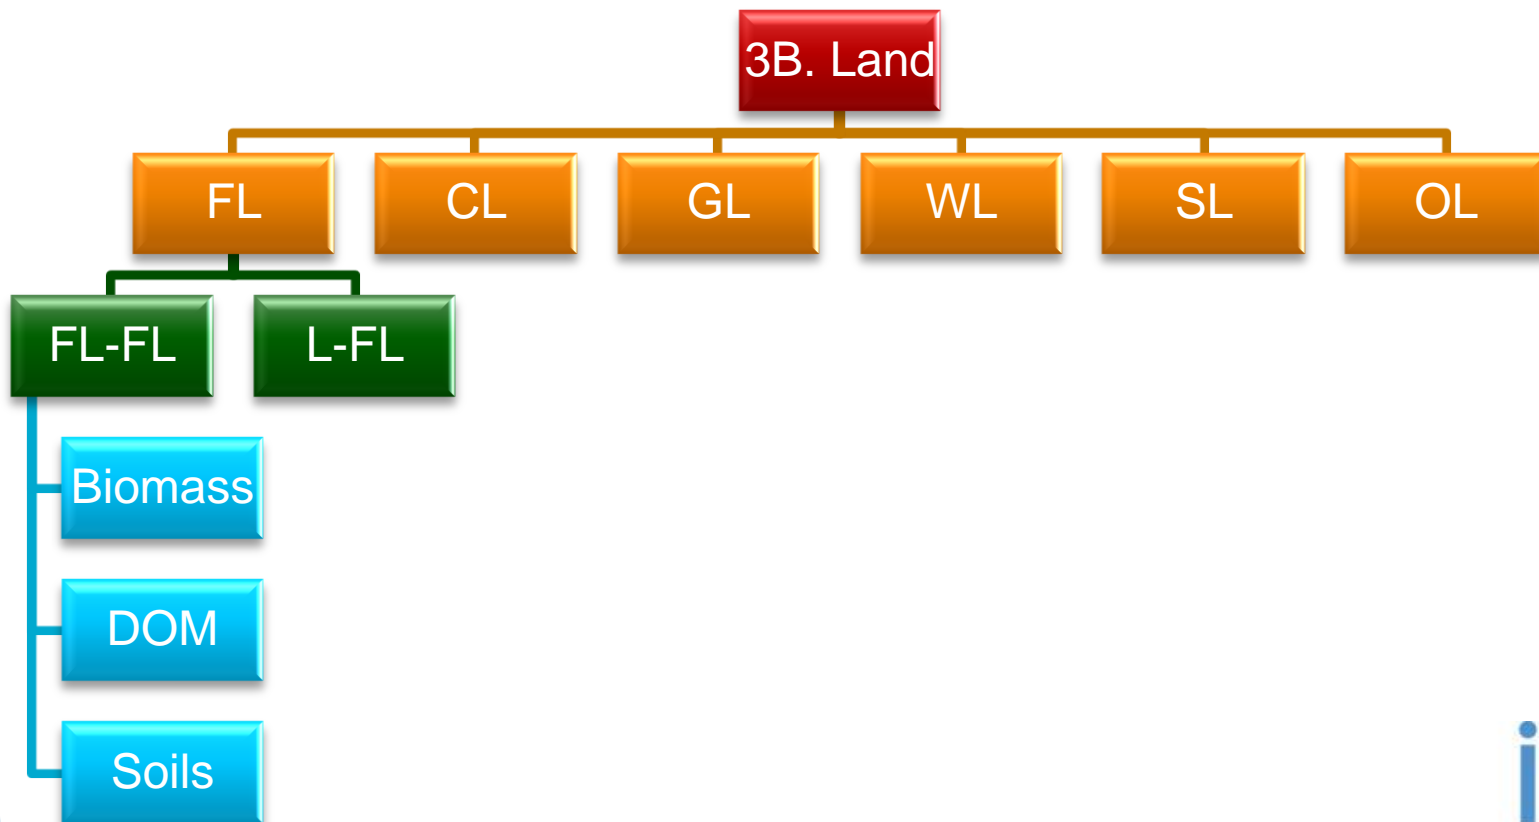 3B. Land
FL
CL
GL
WL
SL
OL
FL-FL
L-FL
Biomass
DOM
Soils
i